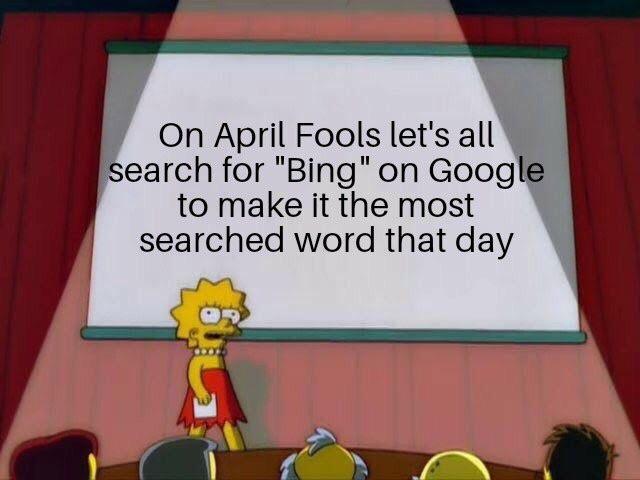 On April Fools let's all
search for "Bing" on Google
to make it the most
searched word that day